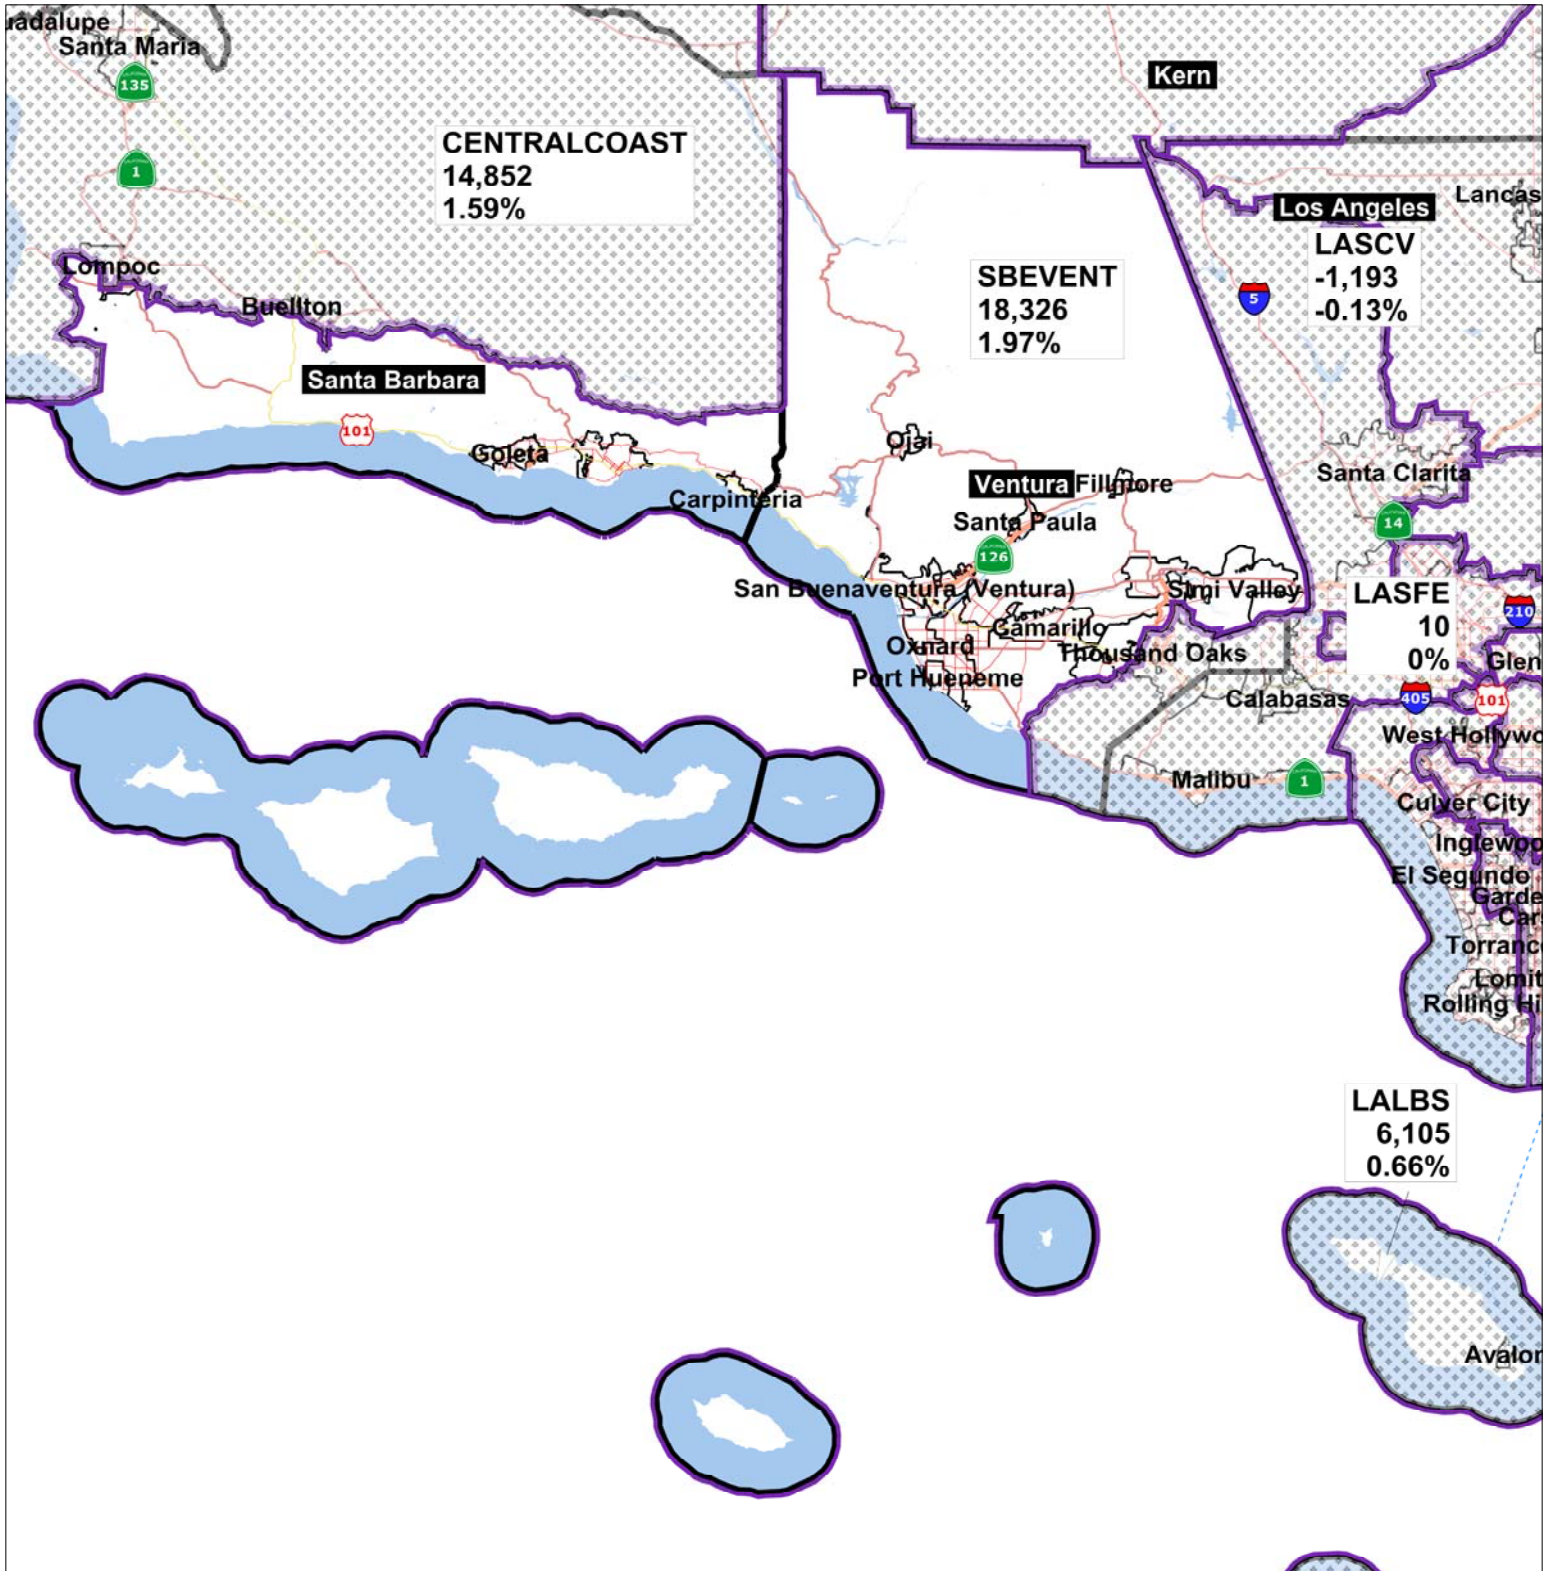 uadalupe
Santa Maria
135
1
CENTRALCOAST
14,852
1.59%
Kern
Los Angeles
Lancas
LASCV
-1,193
-0.13%
5
SBEVENT
18,326
1.97%
Lompoc
Buellton
Santa Barbara
101
Goleta
Carpinteria
Ojai
Ventura
Fillmore
Santa Paula
126
San Buenaventura (Ventura)
Simi Valley
Camarillo
Oxnard
Thousand Oaks
Port Hueneme
Santa Clarita
14
LASFE
10
0%
210
Glen
Calabasas
405
101
West Hollywo
Malibu
1
Culver City
Inglewoo
El Segundo
Garde
Cars
Torranc
Lomit
Rolling Hi
LALBS
6,105
0.66%
Avalon